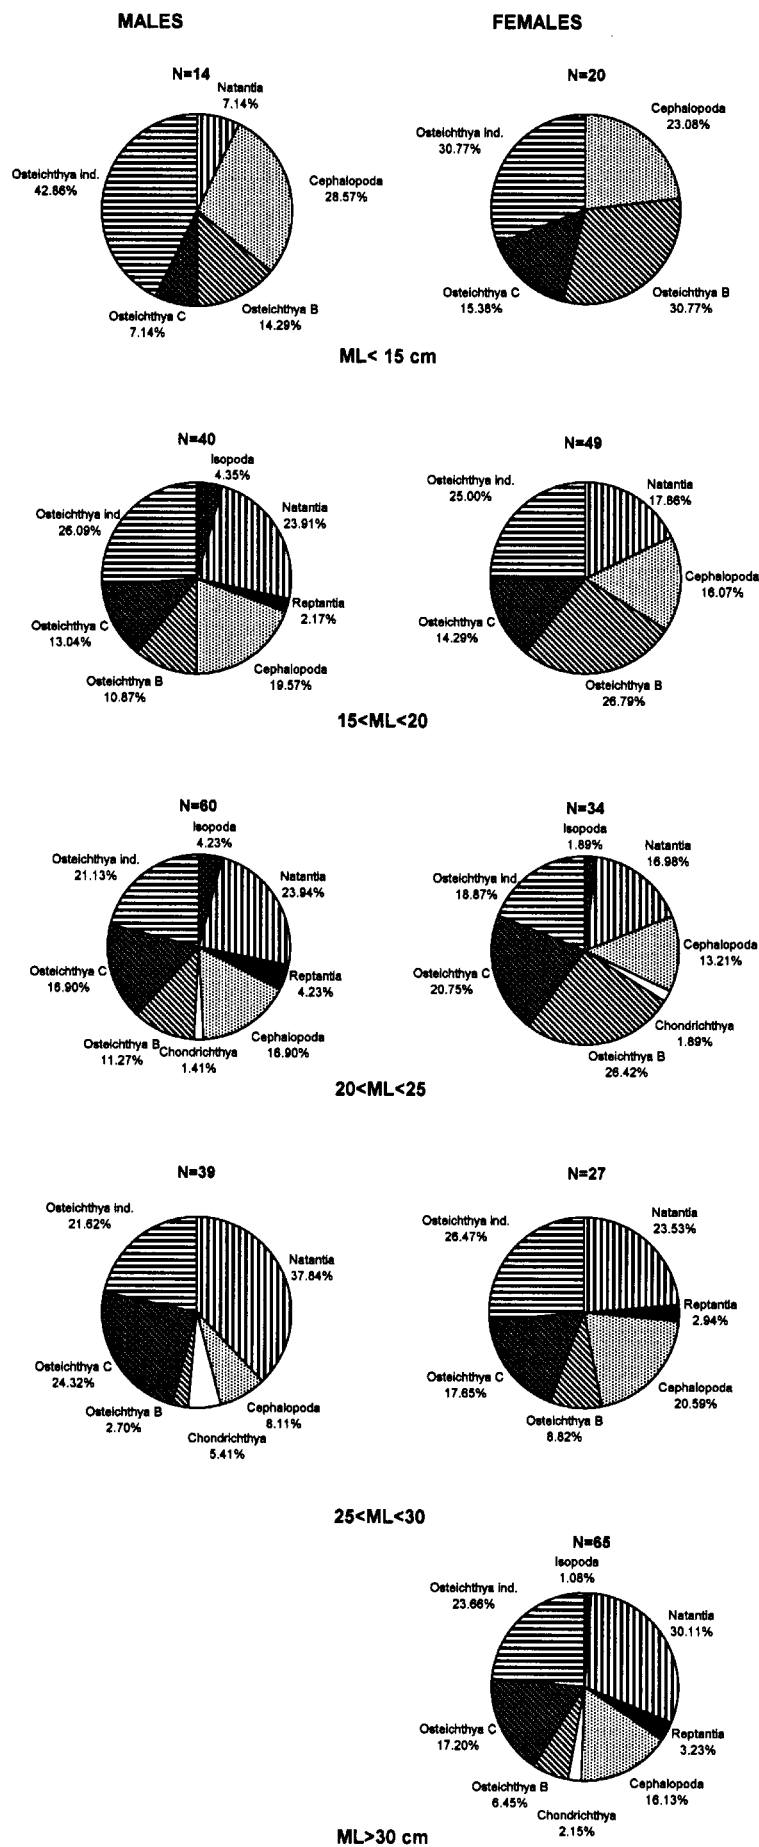 MALES
FEMALES
N=14
Natantia
7.14%
Cephalopoda
28.57%
Osteichthya B
14.29%
Osteichthya C
7.14%
Osteichthya ind.
42.86%
N=20
Cephalopoda
23.08%
Osteichthya B
30.77%
Osteichthya C
15.38%
Osteichthya ind.
30.77%
ML< 15 cm
N=40
Isopoda
4.35%
Natantia
23.91%
Reptantia
2.17%
Cephalopoda
19.57%
Osteichthya B
10.87%
Osteichthya C
13.04%
Osteichthya ind.
26.09%
N=49
Natantia
17.86%
Cephalopoda
16.07%
Osteichthya B
26.79%
Osteichthya C
14.29%
Osteichthya ind.
25.00%
15<ML<20
N=60
Isopoda
4.23%
Natantia
23.94%
Reptantia
4.23%
Cephalopoda
16.90%
Chondrichthya
1.41%
Osteichthya B
11.27%
Osteichthya C
16.90%
Osteichthya ind.
21.13%
N=34
Isopoda
1.89%
Natantia
16.98%
Cephalopoda
13.21%
Chondrichthya
1.89%
Osteichthya B
26.42%
Osteichthya C
20.75%
Osteichthya ind.
18.87%
20<ML<25
N=39
Natantia
37.84%
Cephalopoda
8.11%
Chondrichthya
5.41%
Osteichthya B
2.70%
Osteichthya C
24.32%
Osteichthya ind.
21.62%
N=27
Natantia
23.53%
Reptantia
2.94%
Cephalopoda
20.59%
Osteichthya B
8.82%
Osteichthya C
17.65%
Osteichthya ind.
26.47%
25<ML<30
N=65
Isopoda
1.08%
Natantia
30.11%
Reptantia
3.23%
Cephalopoda
16.13%
Chondrichthya
2.15%
Osteichthya B
6.45%
Osteichthya C
17.20%
Osteichthya ind.
23.66%
ML>30 cm